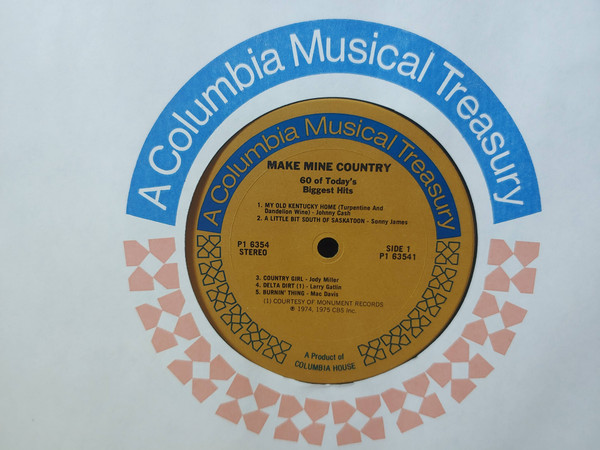 A Columbia Musical Treasury
A Columbia Musical Treasury
MAKE MINE COUNTRY
60 of Today's
Biggest Hits
1. MY OLD KENTUCKY HOME (Turpentine And
Dandelion Wine) - Johnny Cash
2. A LITTLE BIT SOUTH OF SASKATOON - Sonny James
P1 6354
STEREO
SIDE 1
P1 63541
3. COUNTRY GIRL - Jody Miller
4. DELTA DIRT (1) - Larry Gatlin
5. BURNIN' THING - Mac Davis
(1) COURTESY OF MONUMENT RECORDS
℗ 1974, 1975 CBS Inc.
A Product of
COLUMBIA HOUSE